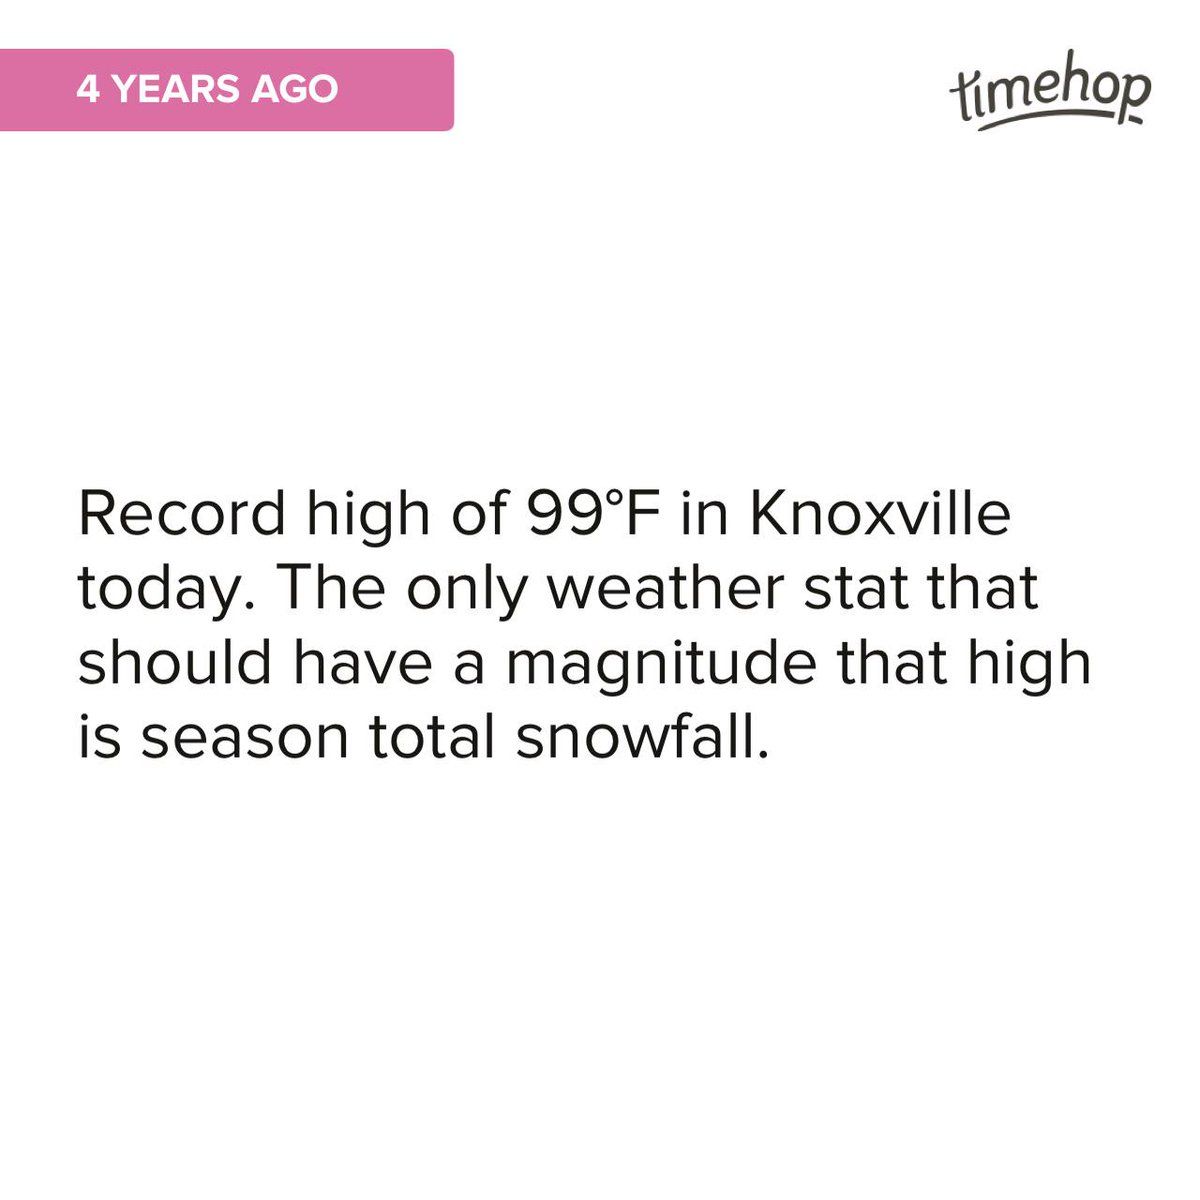 4 YEARS AGO
timehop
Record high of 99°F in Knoxville
today. The only weather stat that
should have a magnitude that high
is season total snowfall.